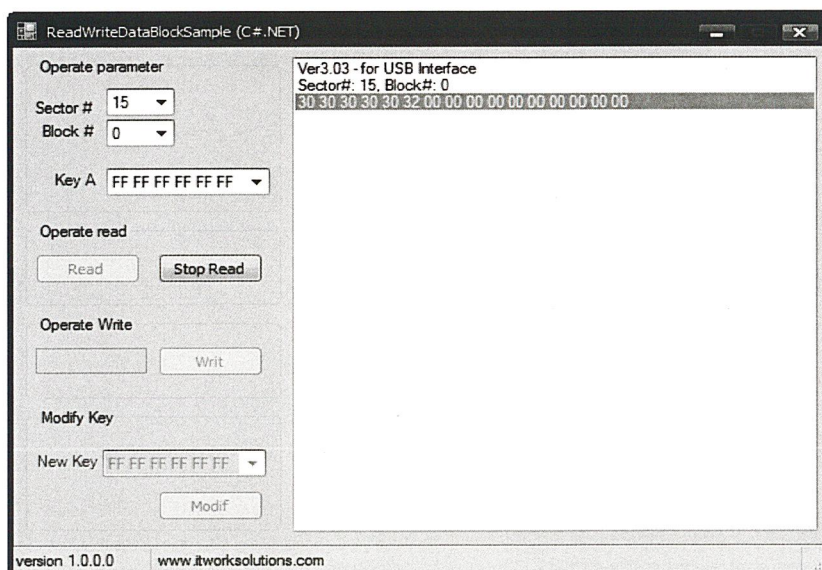 ReadWriteDataBlockSample (C#.NET)
Operate parameter
Sector # 15
Block # 0
Key A FF FF FF FF FF FF
Operate read
Read Stop Read
Operate Write
Writ
Modify Key
New Key FF FF FF FF FF FF
Modif
Ver3.03 - for USB Interface
Sector#: 15, Block#: 0
30 30 30 30 30 32 00 00 00 00 00 00 00 00 00 00
version 1.0.0.0 www.itworksolutions.com